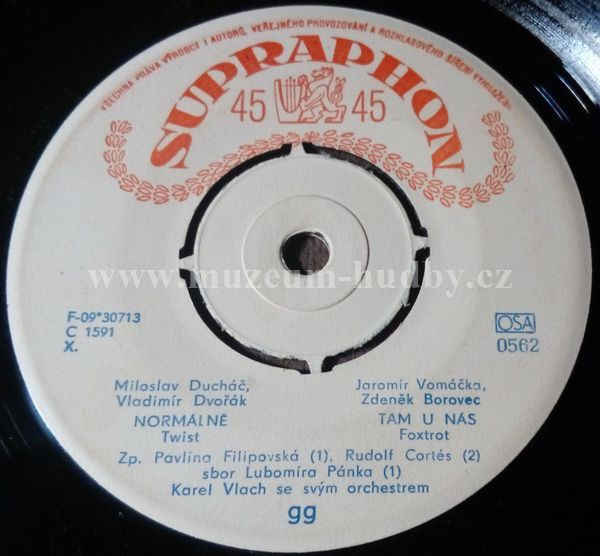 VŠECHNA PRÁVA VÝROBCE I AUTORŮ, VEŘEJNÉHO PROVOZOVÁNÍ A ROZHLASOVÉHO ŠÍŘENÍ VYHRAŽENA
SUPRAPHON
45 45
www.muzeum-hudby.cz
F-09*30713
C 1591
X.
OSA
0562
Miloslav Ducháč,
Vladimír Dvořák
NORMÁLNĚ
Twist
Jaromír Vomáčka,
Zdeněk Borovec
TAM U NÁS
Foxtrot
Zp. Pavlína Filipovská (1), Rudolf Cortés (2)
sbor Lubomíra Pánka (1)
Karel Vlach se svým orchestrem
gg